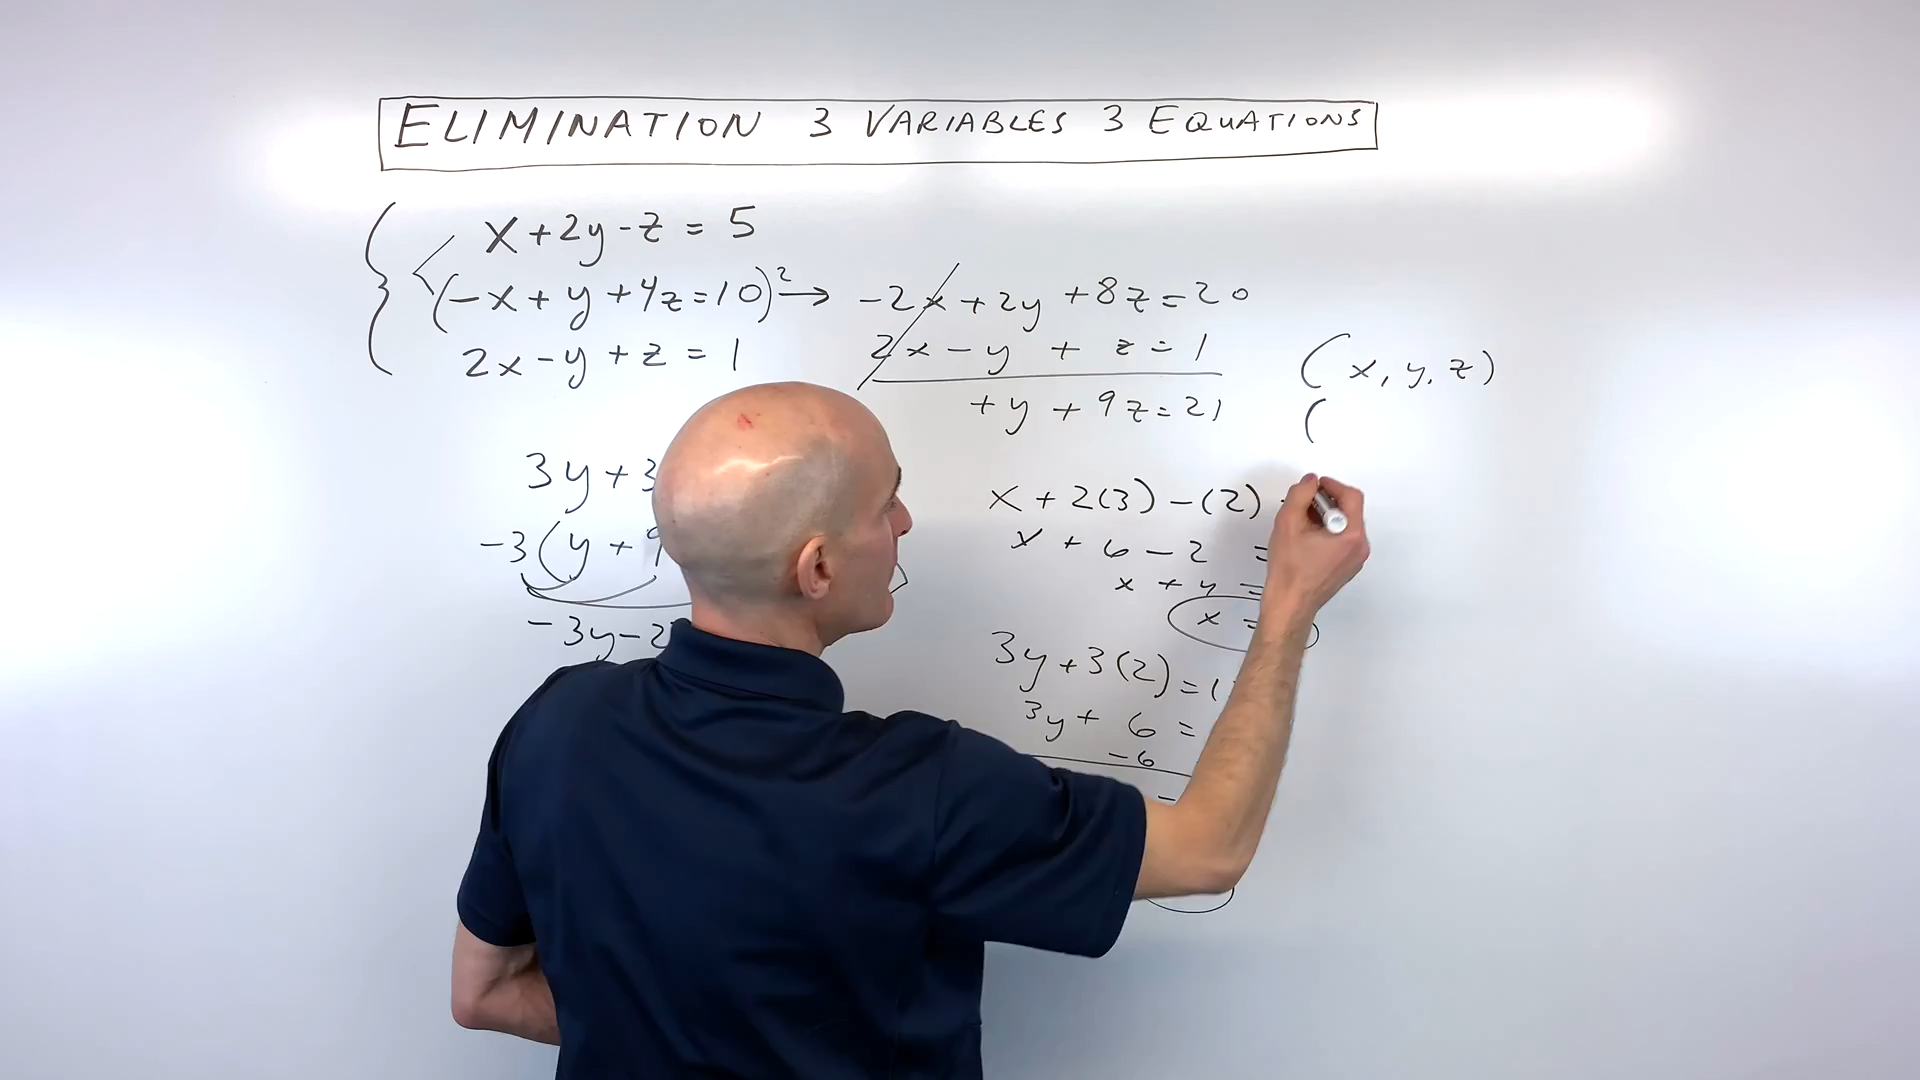 ELIMINATION 3 VARIABLES 3 EQUATIONS
x+2y-z = 5
(-x+y+4z=10)2 → -2x+2y+8z=20
2x-y+z = 1
2x-y + z=1
+y+9z=21
(x, y, z)
(
3y+3
-3(y+9
-3y-2
x+2(3)-(2)
x+6-2 =
x+4=
x =
3y+3(2)=1
3y+ 6 =
-6